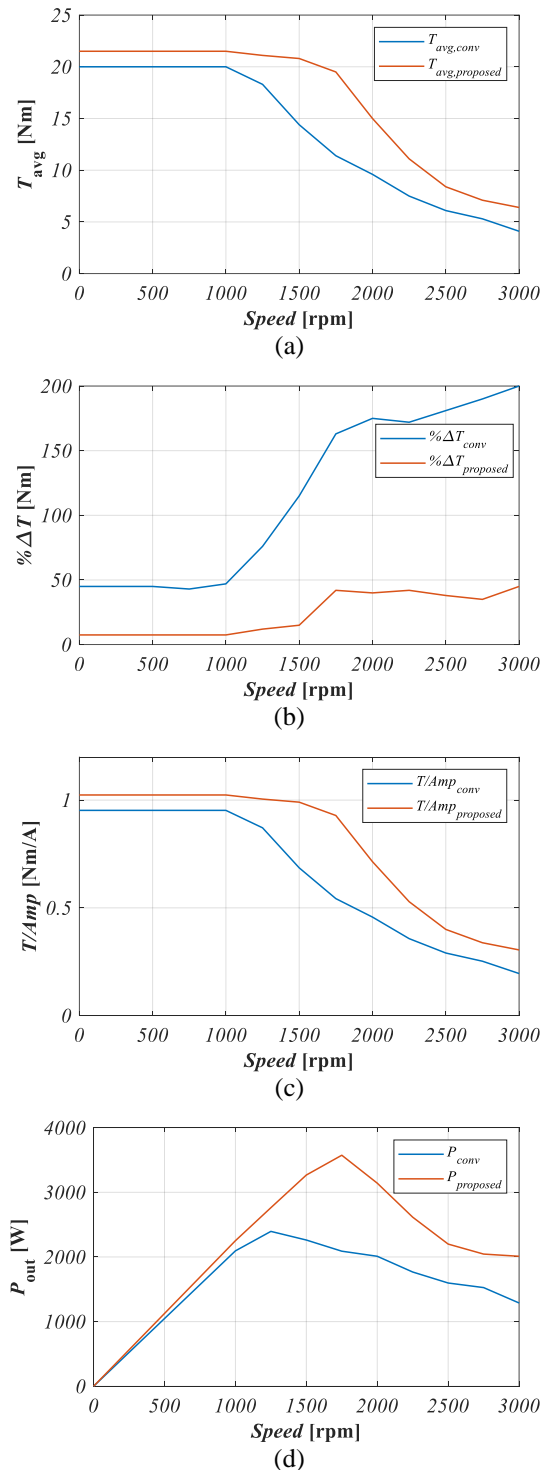 25
20
15
10
5
0
T_avg [Nm]
T_avg,conv
T_avg,proposed
0 500 1000 1500 2000 2500 3000
Speed [rpm]
(a)
200
150
100
50
0
%ΔT [Nm]
%ΔT_conv
%ΔT_proposed
0 500 1000 1500 2000 2500 3000
Speed [rpm]
(b)
1
0.5
0
T/Amp [Nm/A]
T/Amp_conv
T/Amp_proposed
0 500 1000 1500 2000 2500 3000
Speed [rpm]
(c)
4000
3000
2000
1000
0
P_out [W]
P_conv
P_proposed
0 500 1000 1500 2000 2500 3000
Speed [rpm]
(d)